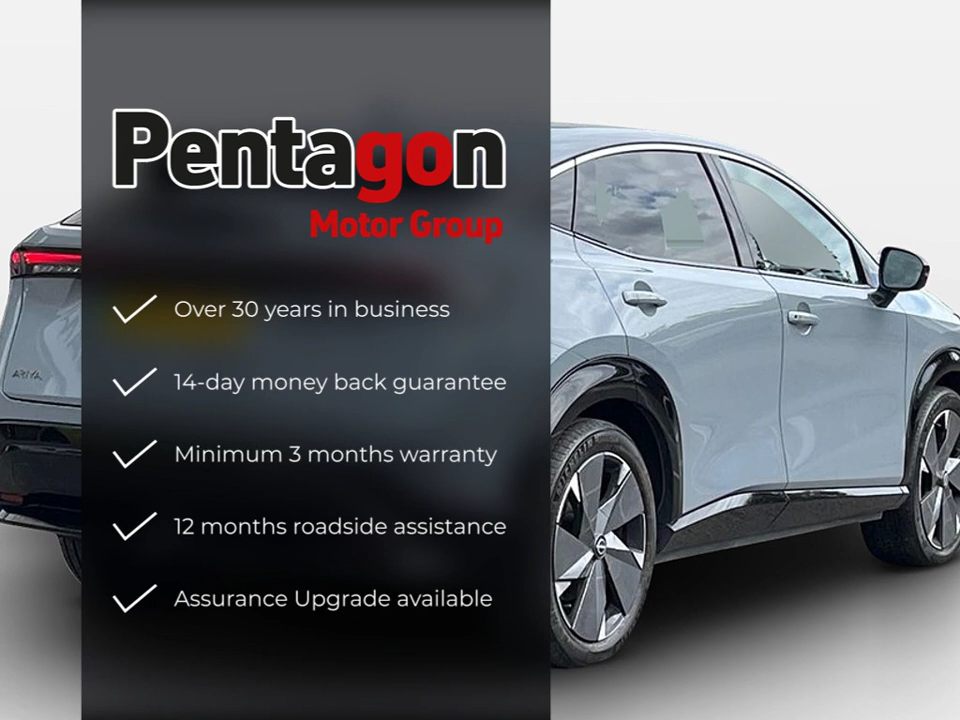 Pentagon
Motor Group
Over 30 years in business
14-day money back guarantee
Minimum 3 months warranty
12 months roadside assistance
Assurance Upgrade available
ARIYA